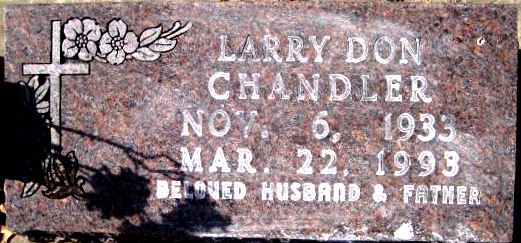 LARRY DON
CHANDLER
NOV. 6, 1933
MAR. 22, 1993
BELOVED HUSBAND & FATHER